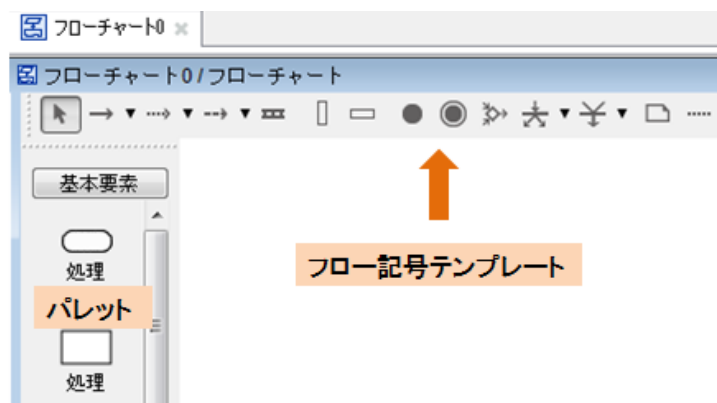 フローチャート0
フローチャート0/フローチャート
基本要素
処理
フロー記号テンプレート
パレット
処理